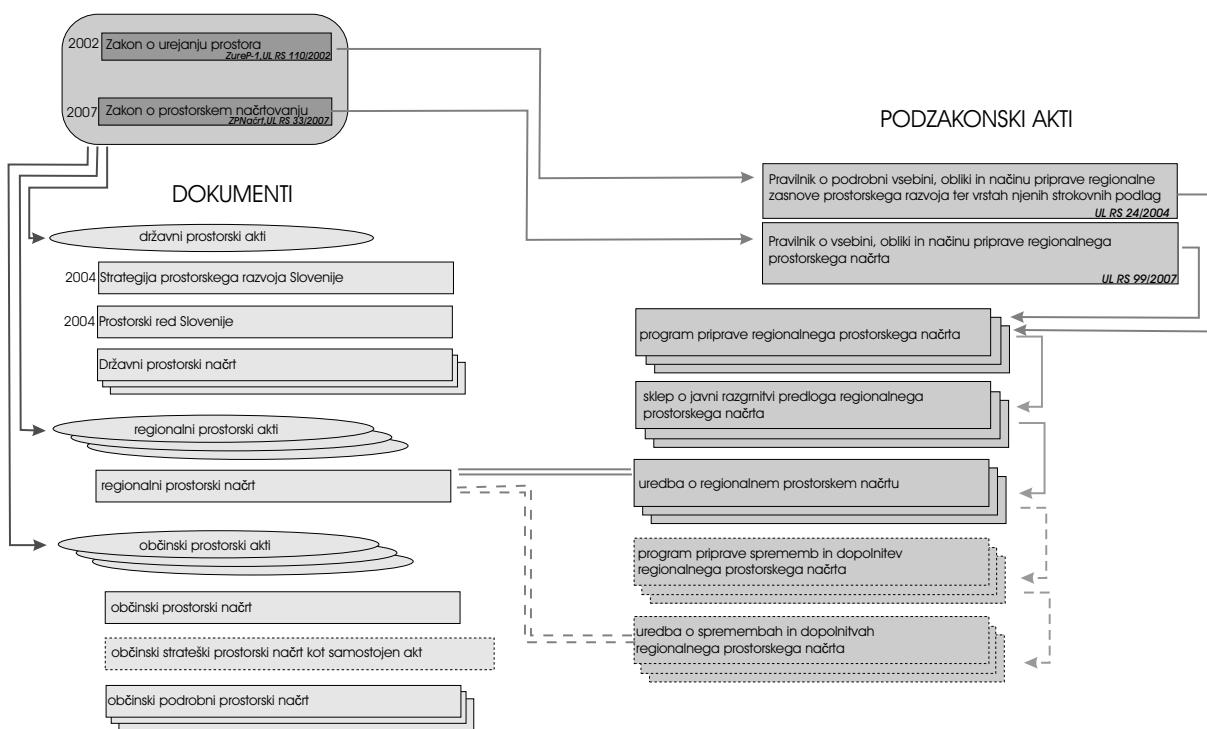 2002 Zakon o urejanju prostora
ZureP-1,UL RS 110/2002
2007 Zakon o prostorskem načrtovanju
ZPNačrt,UL RS 33/2007
DOKUMENTI
državni prostorski akti
2004 Strategija prostorskega razvoja Slovenije
2004 Prostorski red Slovenije
Državni prostorski načrt
regionalni prostorski akti
regionalni prostorski načrt
občinski prostorski akti
občinski prostorski načrt
občinski strateški prostorski načrt kot samostojen akt
občinski podrobni prostorski načrt
PODZAKONSKI AKTI
Pravilnik o podrobni vsebini, obliki in načinu priprave regionalne
zasnove prostorskega razvoja ter vrstah njenih strokovnih podlag
UL RS 24/2004
Pravilnik o vsebini, obliki in načinu priprave regionalnega
prostorskega načrta
UL RS 99/2007
program priprave regionalnega prostorskega načrta
sklep o javni razgrnitvi predloga regionalnega
prostorskega načrta
uredba o regionalnem prostorskem načrtu
program priprave sprememb in dopolnitev
regionalnega prostorskega načrta
uredba o spremembah in dopolnitvah
regionalnega prostorskega načrta